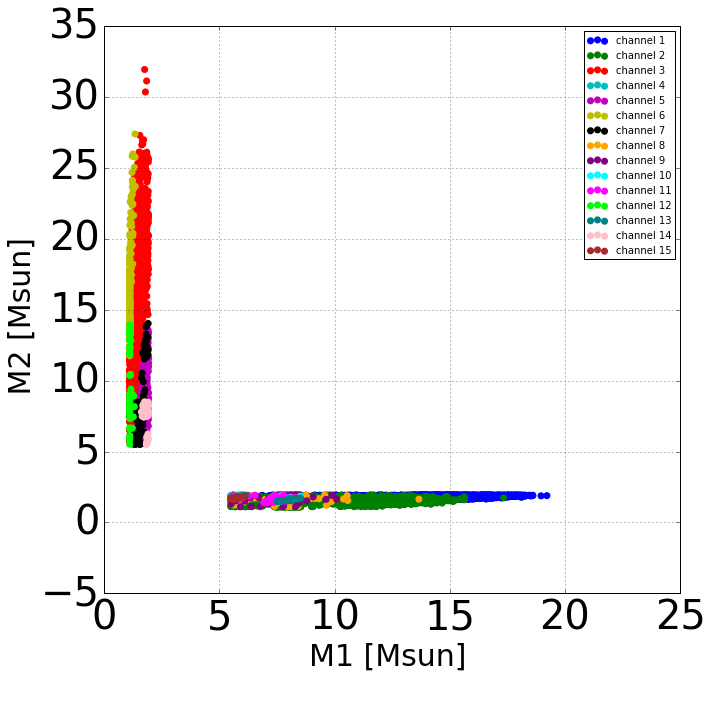 35
30
25
20
15
10
5
0
−5
M2 [Msun]
0 5 10 15 20 25
M1 [Msun]
channel 1
channel 2
channel 3
channel 4
channel 5
channel 6
channel 7
channel 8
channel 9
channel 10
channel 11
channel 12
channel 13
channel 14
channel 15